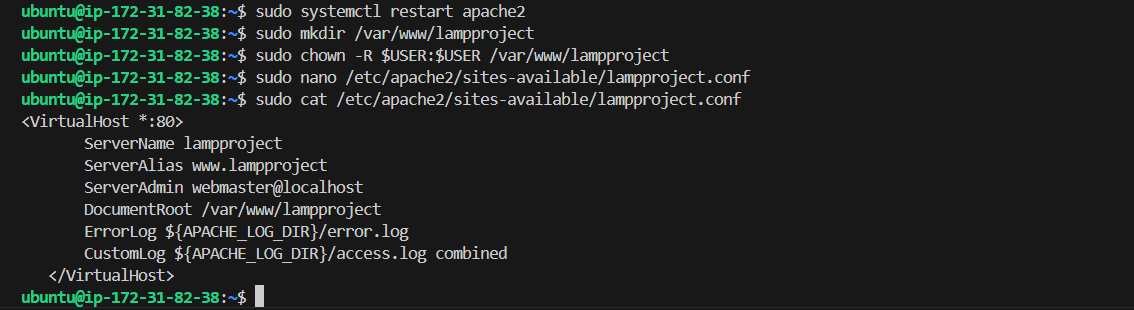 ubuntu@ip-172-31-82-38:~$ sudo systemctl restart apache2
ubuntu@ip-172-31-82-38:~$ sudo mkdir /var/www/lampproject
ubuntu@ip-172-31-82-38:~$ sudo chown -R $USER:$USER /var/www/lampproject
ubuntu@ip-172-31-82-38:~$ sudo nano /etc/apache2/sites-available/lampproject.conf
ubuntu@ip-172-31-82-38:~$ sudo cat /etc/apache2/sites-available/lampproject.conf
<VirtualHost *:80>
ServerName lampproject
ServerAlias www.lampproject
ServerAdmin webmaster@localhost
DocumentRoot /var/www/lampproject
ErrorLog ${APACHE_LOG_DIR}/error.log
CustomLog ${APACHE_LOG_DIR}/access.log combined
</VirtualHost>
ubuntu@ip-172-31-82-38:~$